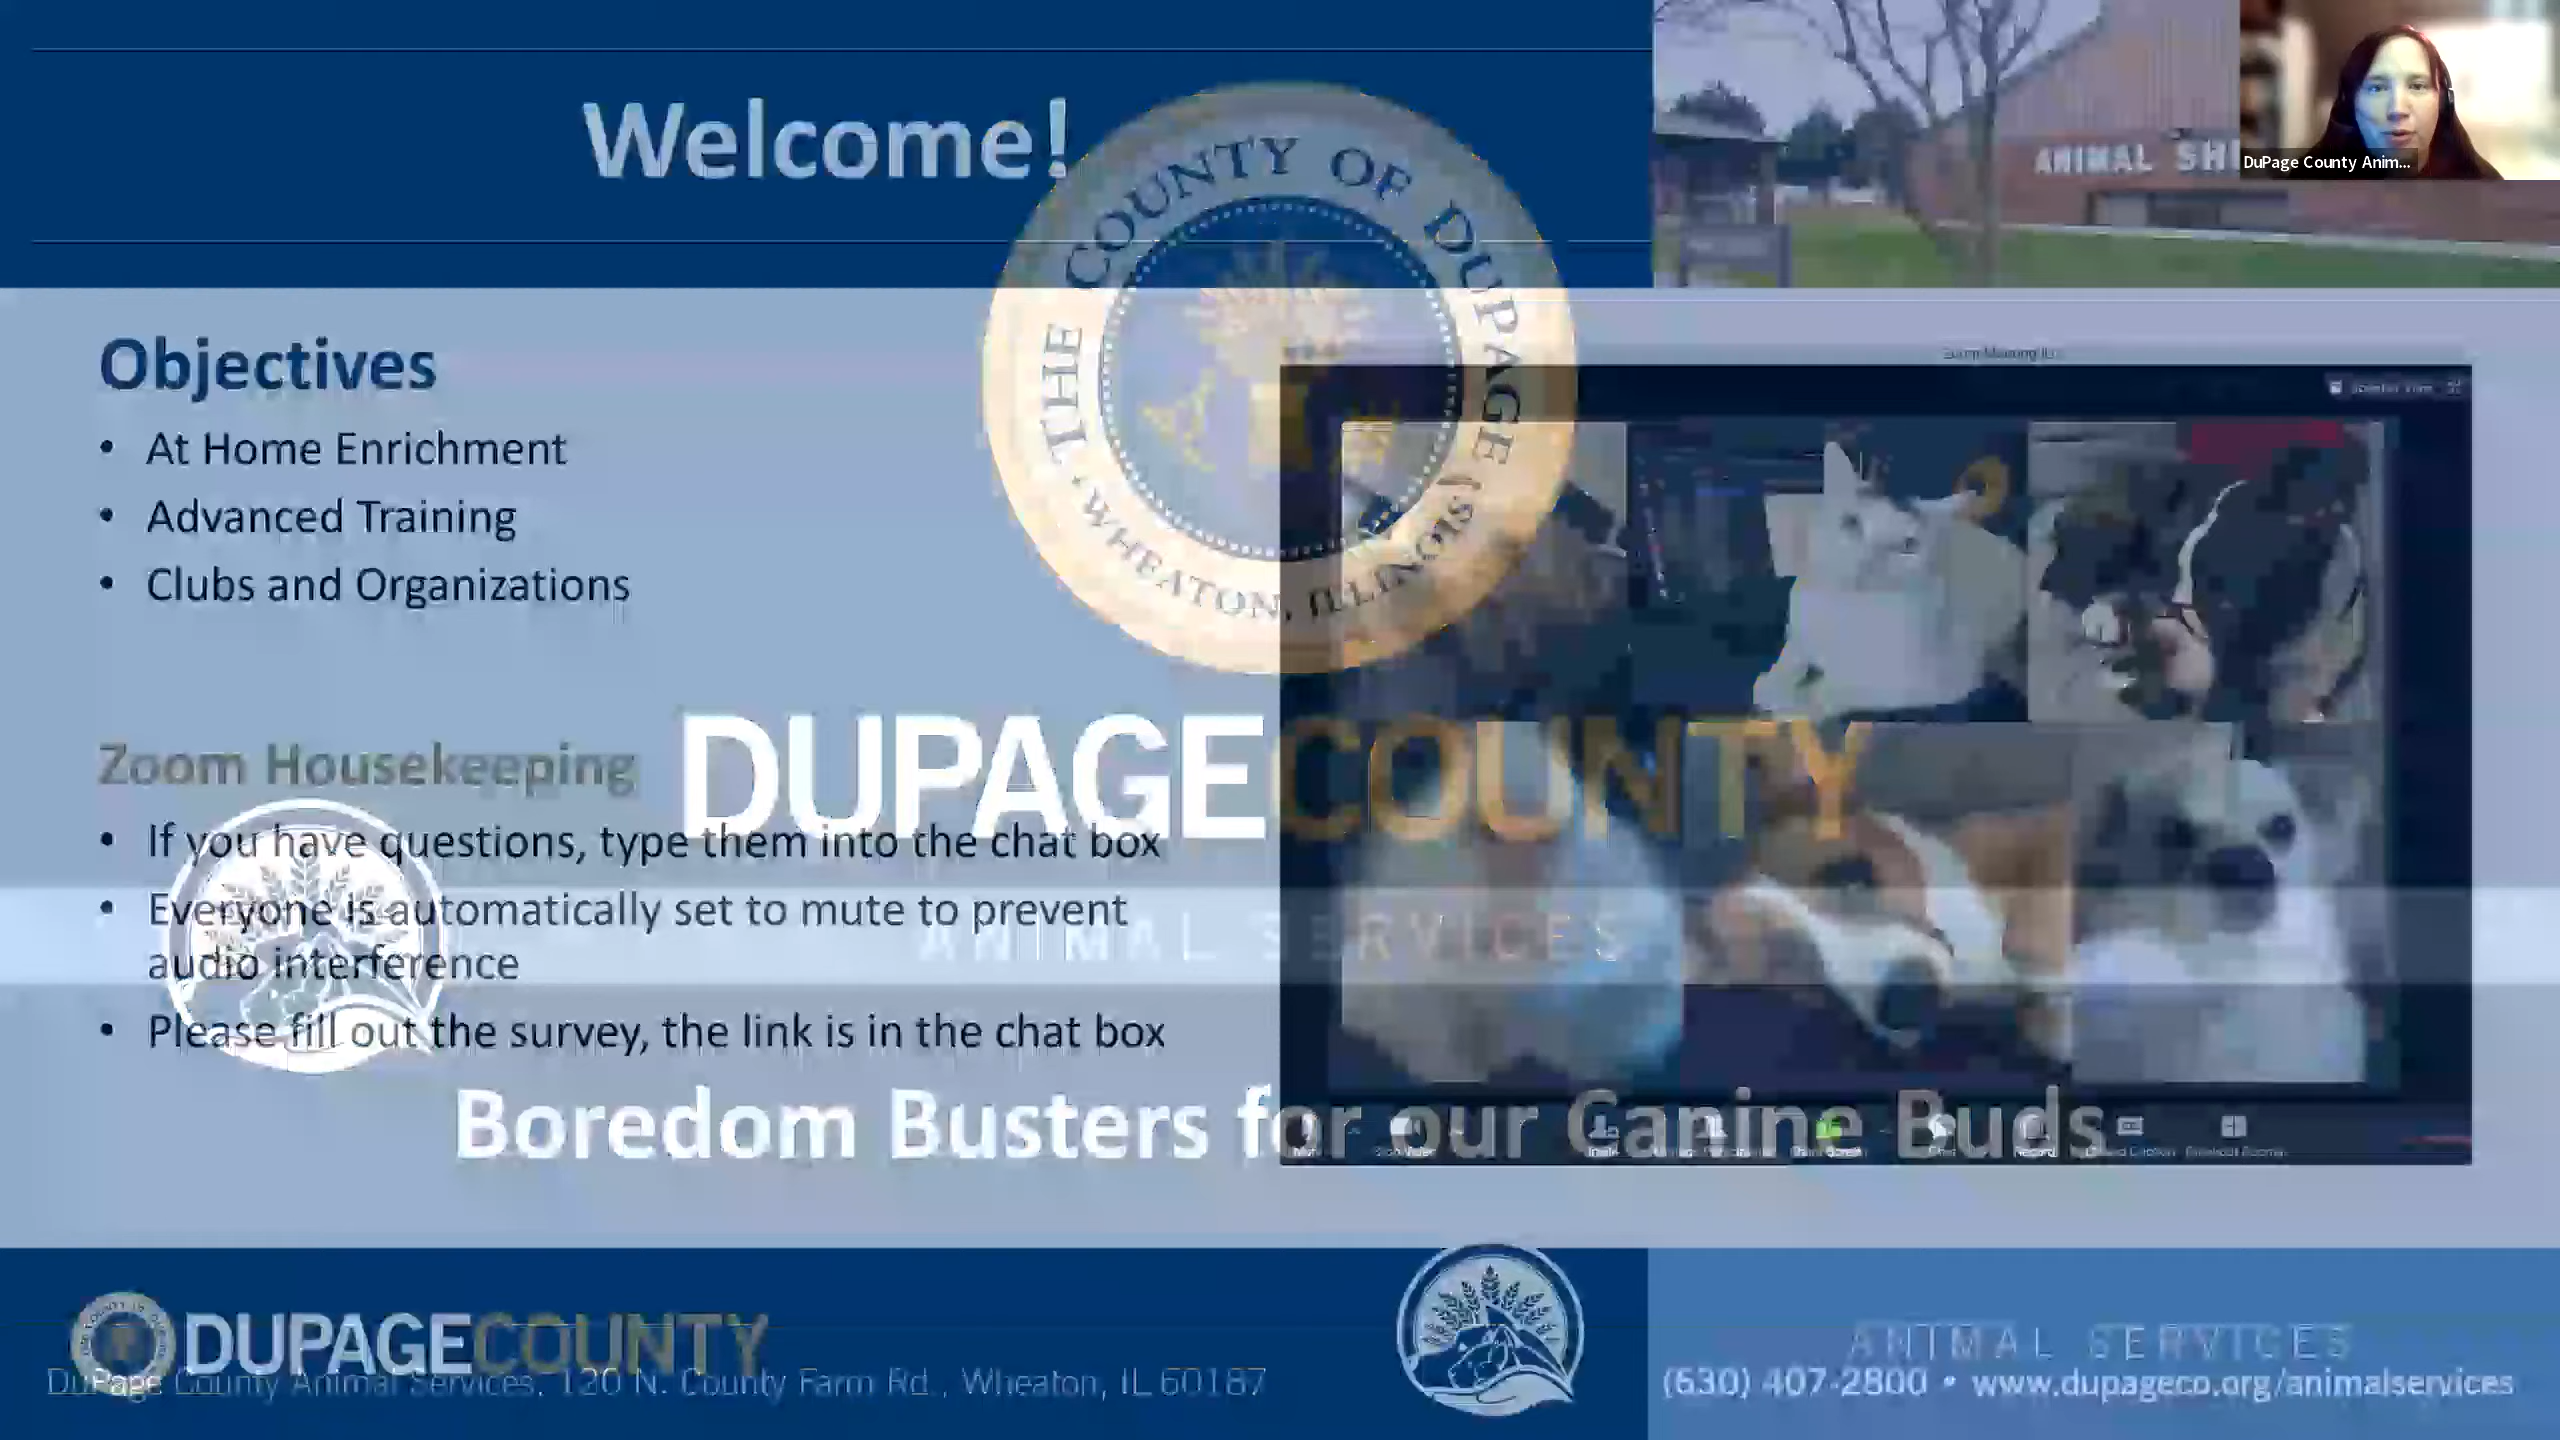 Welcome!
THE COUNTY OF DUPAGE
WHEATON, ILLINOIS
ANIMAL
DuPage County Anim...
Objectives
• At Home Enrichment
• Advanced Training
• Clubs and Organizations
Zoom Housekeeping
• If you have questions, type them into the chat box
• Everyone is automatically set to mute to prevent
audio interference
• Please fill out the survey, the link is in the chat box
DUPAGECOUNTY
ANIMAL SERVICES
Boredom Busters for our Canine Buds
DUPAGECOUNTY
DuPage County Animal Services, 120 N. County Farm Rd., Wheaton, IL 60187
ANIMAL SERVICES
(630) 407-2800 • www.dupageco.org/animalservices